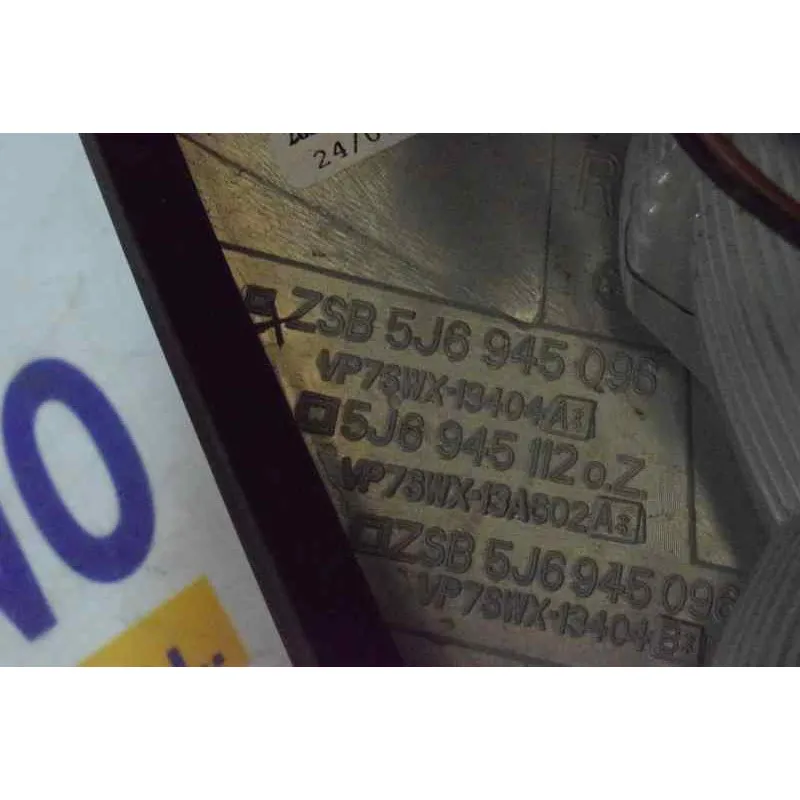 24/0
R
ZSB 5J6 945 096
VP7SWX-13404 A
5J6 945 112 o.Z.
VP7SWX-13A602 A
ZSB 5J6 945 096
VP7SWX-13404 B